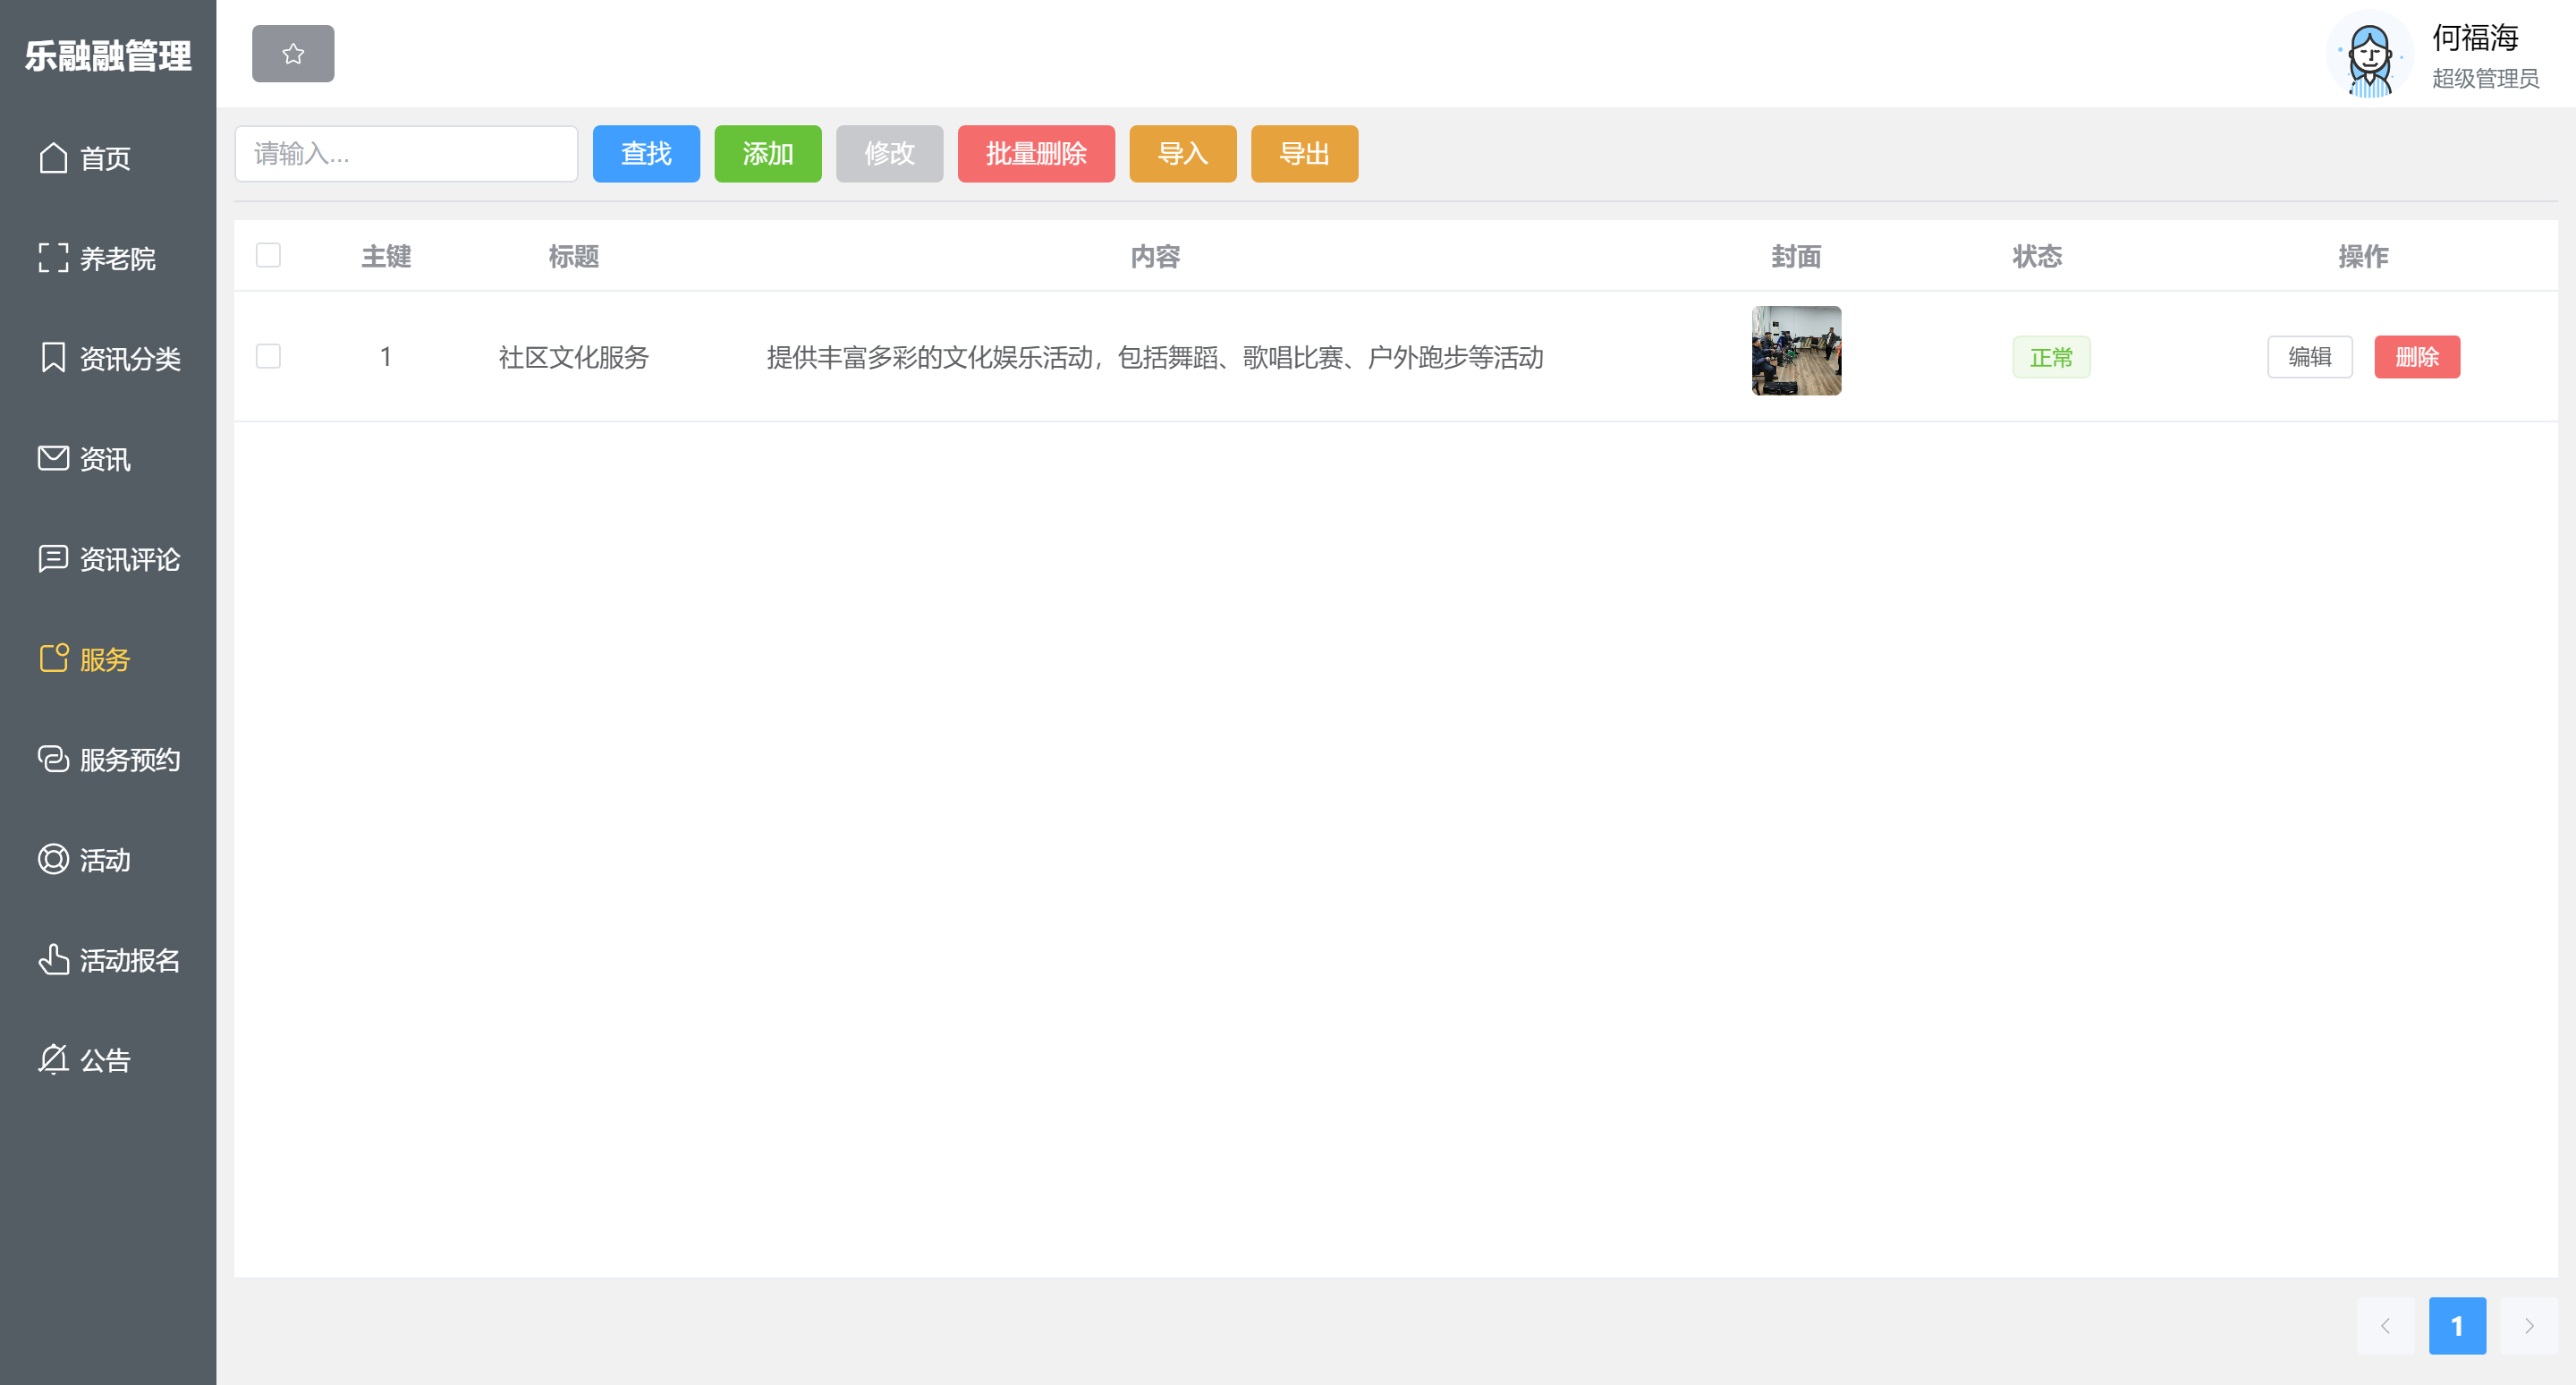 乐融融管理
何福海
超级管理员
首页
养老院
资讯分类
资讯
资讯评论
服务
服务预约
活动
活动报名
公告
请输入... 查找 添加 修改 批量删除 导入 导出
主键 标题 内容 封面 状态 操作
1 社区文化服务 提供丰富多彩的文化娱乐活动，包括舞蹈、歌唱比赛、户外跑步等活动 正常 编辑 删除
1